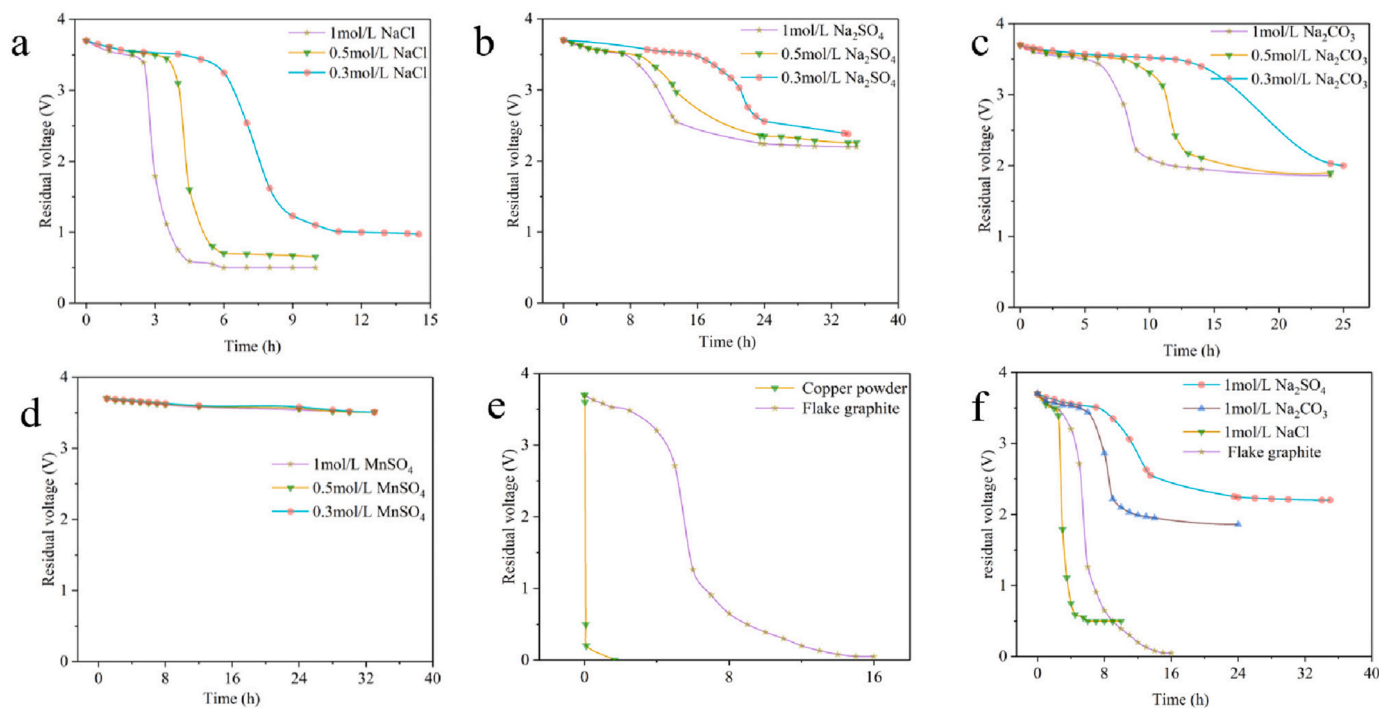 a
1mol/L NaCl
0.5mol/L NaCl
0.3mol/L NaCl
Residual voltage (V)
4
3
2
1
0
0 3 6 9 12 15
Time (h)
b
1mol/L Na₂SO₄
0.5mol/L Na₂SO₄
0.3mol/L Na₂SO₄
Residual voltage (V)
4
3
2
1
0
0 8 16 24 32 40
Time (h)
c
1mol/L Na₂CO₃
0.5mol/L Na₂CO₃
0.3mol/L Na₂CO₃
Residual voltage (V)
4
3
2
1
0
0 5 10 15 20 25
Time (h)
d
1mol/L MnSO₄
0.5mol/L MnSO₄
0.3mol/L MnSO₄
Residual voltage (V)
4
3
2
1
0
0 8 16 24 32 40
Time (h)
e
Copper powder
Flake graphite
Residual voltage (V)
4
3
2
1
0
0 4 8 16
Time (h)
f
1mol/L Na₂SO₄
1mol/L Na₂CO₃
1mol/L NaCl
Flake graphite
residual voltage (V)
4
3
2
1
0
0 4 8 16 24 32 40
Time (h)